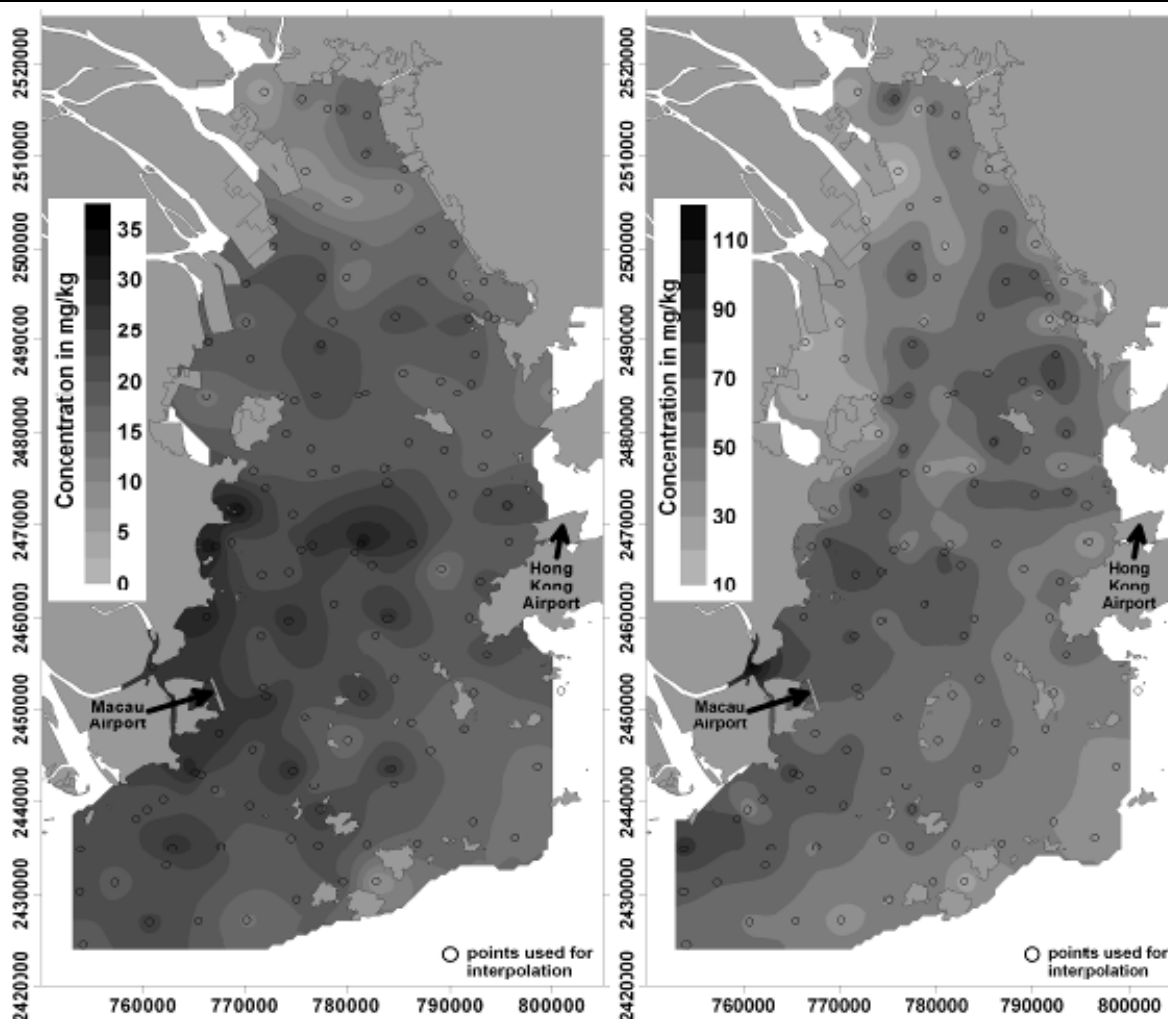 2520000
2510000
2500000
2490000
2480000
2470000
2460000
2450000
2440000
2430000
2420000
Concentration in mg/kg
35
30
25
20
15
10
5
0
Hong
Kong
Airport
Macau
Airport
points used for
interpolation
760000 770000 780000 790000 800000
2520000
2510000
2500000
2490000
2480000
2470000
2460000
2450000
2440000
2430000
2420000
Concentration in mg/kg
110
90
70
50
30
10
Hong
Kong
Airport
Macau
Airport
points used for
interpolation
760000 770000 780000 790000 800000